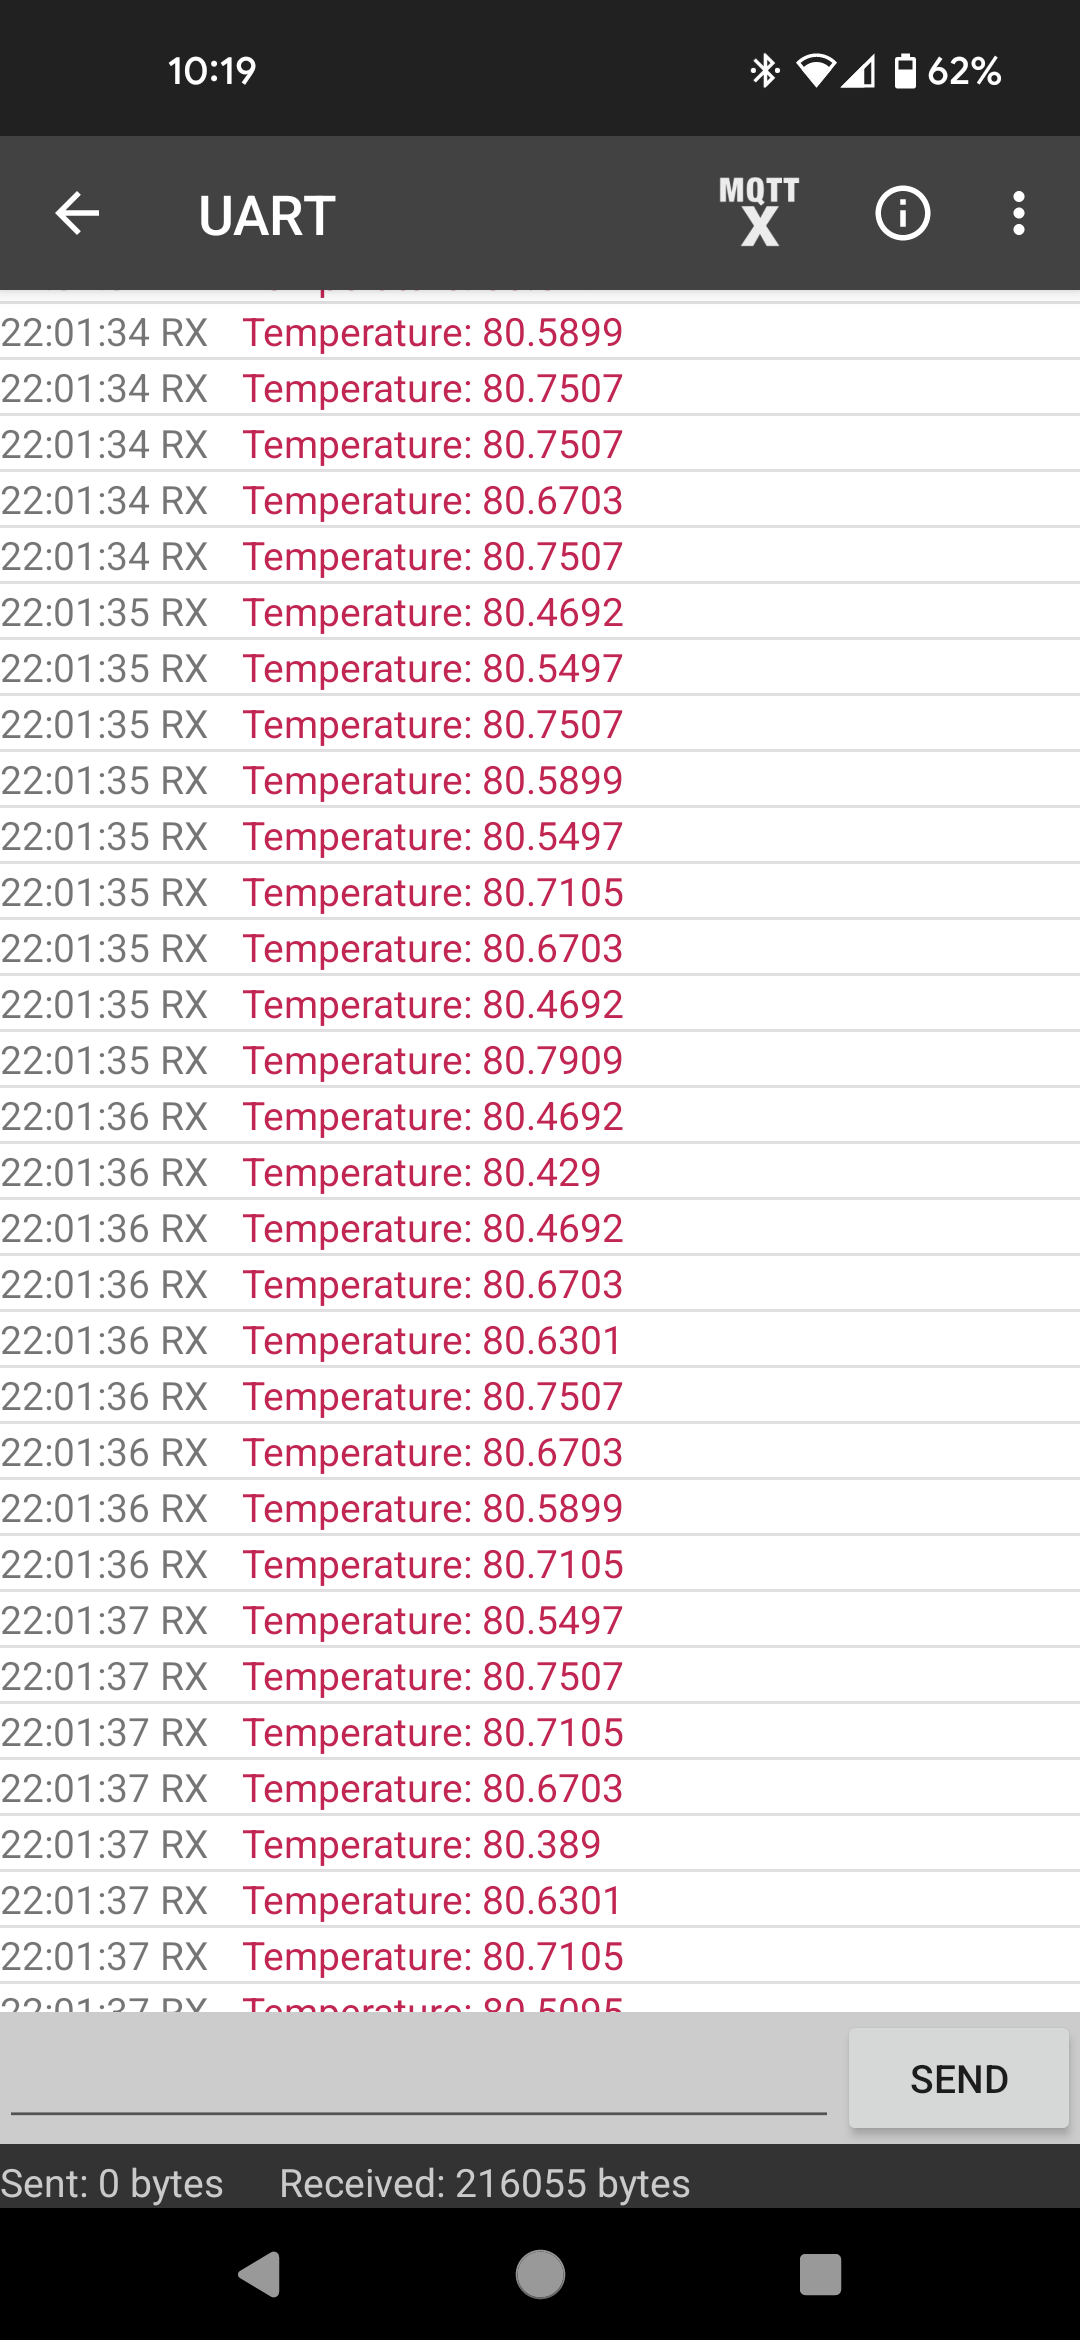 10:19 62%
UART MQTT X
22:01:34 RX Temperature: 80.5899
22:01:34 RX Temperature: 80.7507
22:01:34 RX Temperature: 80.7507
22:01:34 RX Temperature: 80.6703
22:01:34 RX Temperature: 80.7507
22:01:35 RX Temperature: 80.4692
22:01:35 RX Temperature: 80.5497
22:01:35 RX Temperature: 80.7507
22:01:35 RX Temperature: 80.5899
22:01:35 RX Temperature: 80.5497
22:01:35 RX Temperature: 80.7105
22:01:35 RX Temperature: 80.6703
22:01:35 RX Temperature: 80.4692
22:01:35 RX Temperature: 80.7909
22:01:36 RX Temperature: 80.4692
22:01:36 RX Temperature: 80.429
22:01:36 RX Temperature: 80.4692
22:01:36 RX Temperature: 80.6703
22:01:36 RX Temperature: 80.6301
22:01:36 RX Temperature: 80.7507
22:01:36 RX Temperature: 80.6703
22:01:36 RX Temperature: 80.5899
22:01:36 RX Temperature: 80.7105
22:01:37 RX Temperature: 80.5497
22:01:37 RX Temperature: 80.7507
22:01:37 RX Temperature: 80.7105
22:01:37 RX Temperature: 80.6703
22:01:37 RX Temperature: 80.389
22:01:37 RX Temperature: 80.6301
22:01:37 RX Temperature: 80.7105
22:01:37 RX Temperature: 80.5095
SEND
Sent: 0 bytes Received: 216055 bytes